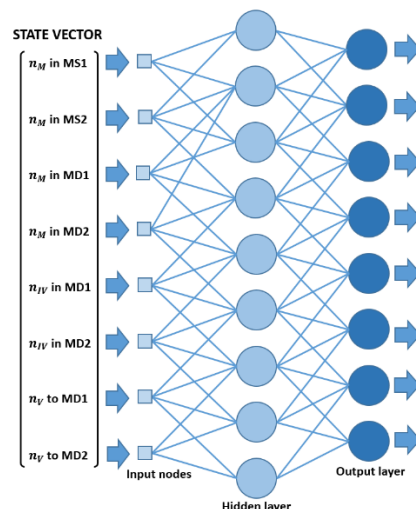 STATE VECTOR
n_M in MS1
n_M in MS2
n_M in MD1
n_M in MD2
n_IV in MD1
n_IV in MD2
n_V to MD1
n_V to MD2
Input nodes
Hidden layer
Output layer